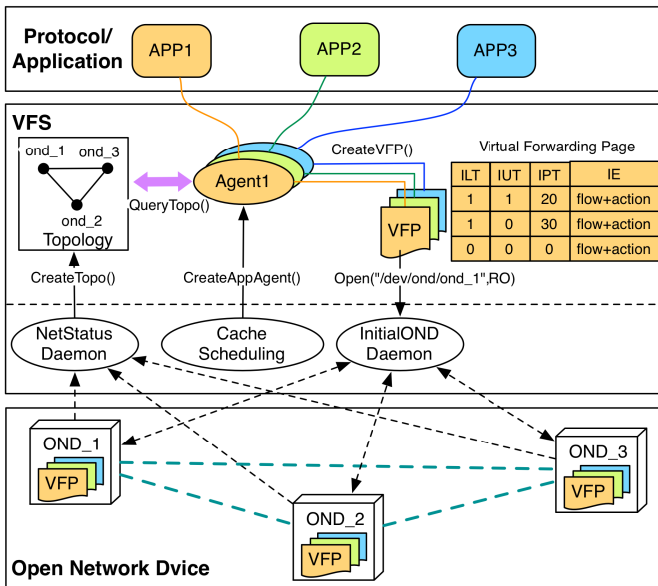 Protocol/
Application
APP1
APP2
APP3
VFS
ond_1
ond_3
ond_2
Topology
QueryTopo()
Agent1
CreateVFP()
VFP
Virtual Forwarding Page
ILT IUT IPT IE
1 1 20 flow+action
1 0 30 flow+action
0 0 0 flow+action
CreateTopo()
CreateAppAgent()
Open("/dev/ond/ond_1",RO)
NetStatus
Daemon
Cache
Scheduling
InitialOND
Daemon
OND_1
VFP
OND_2
VFP
OND_3
VFP
Open Network Dvice